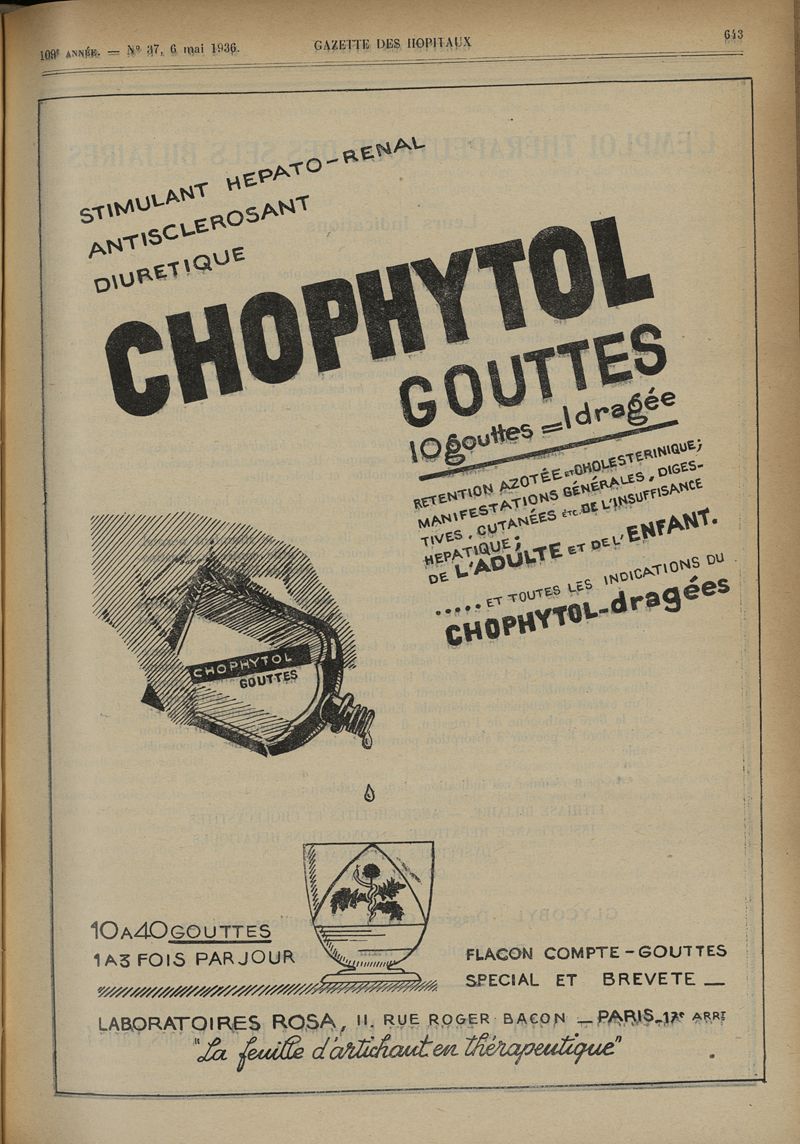 109e ANNÉE. — No 37, 6 mai 1936.
GAZETTE DES HOPITAUX
643
STIMULANT HEPATO-RENAL
ANTISCLEROSANT
DIURETIQUE
CHOPHYTOL
GOUTTES
10 gouttes = 1 dragée
RETENTION AZOTÉE ET CHOLESTERINIQUE;
MANIFESTATIONS GÉNÉRALES, DIGES-
TIVES, CUTANÉES ETC. DE L'INSUFFISANCE
HEPATIQUE;
DE L'ADULTE ET DE L'ENFANT.
..... ET TOUTES LES INDICATIONS DU
CHOPHYTOL-dragées
CHOPHYTOL
GOUTTES
10 A 40 GOUTTES
1 A 3 FOIS PAR JOUR
FLACON COMPTE-GOUTTES
SPECIAL ET BREVETE —
LABORATOIRES ROSA, 11. RUE ROGER BACON — PARIS-17e ARRt
"La feuille d'artichaut en thérapeutique"